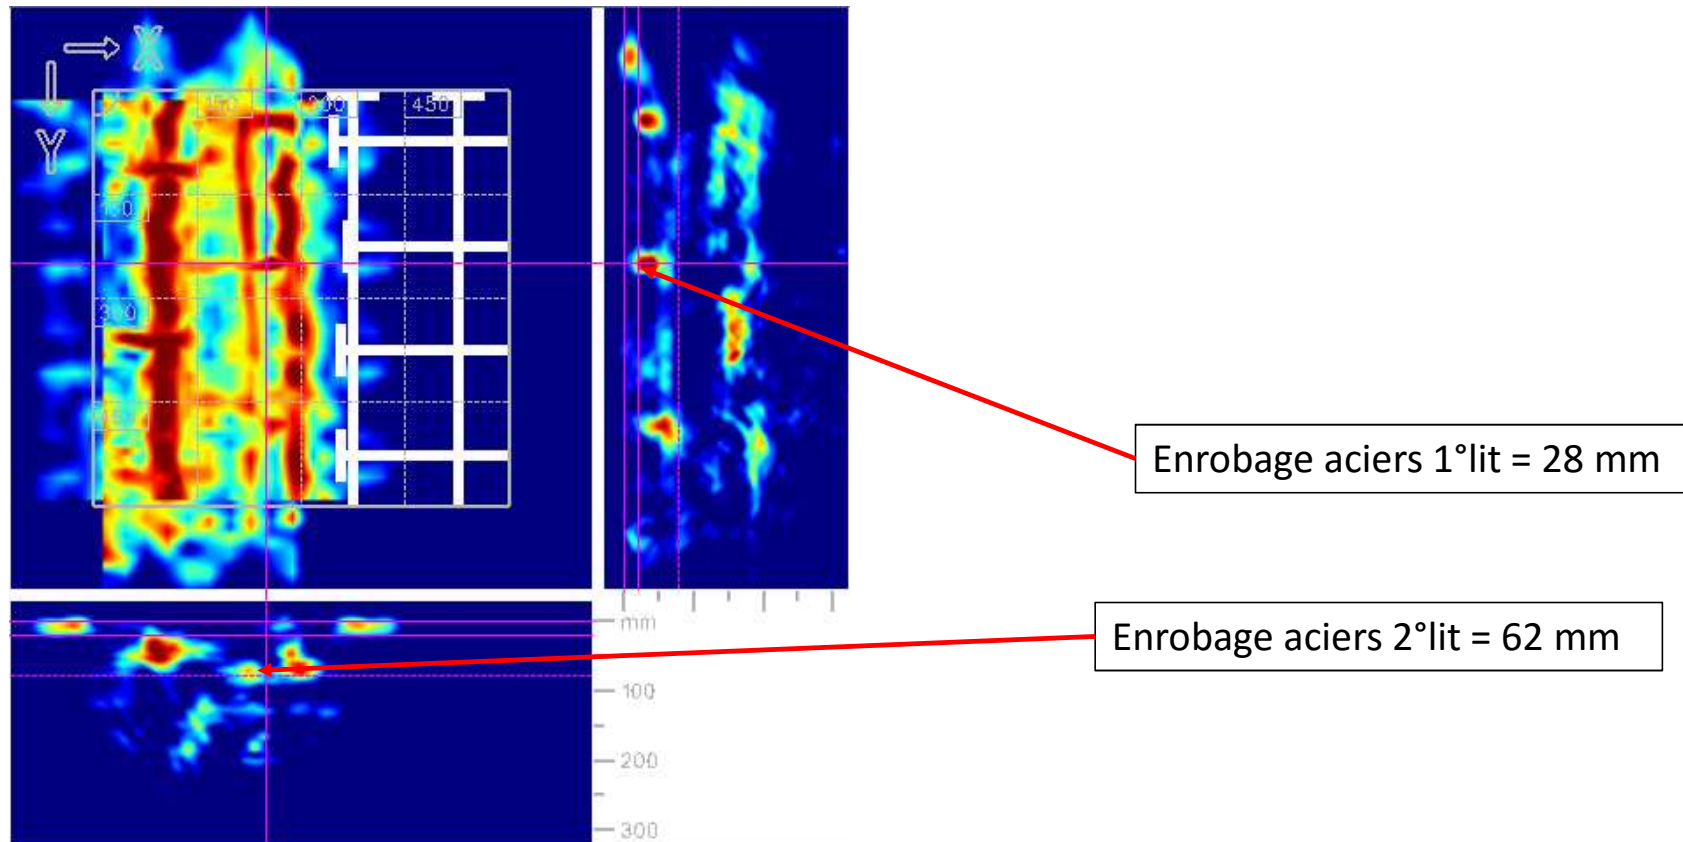 X
Y
150
300
450
150
300
450
Enrobage aciers 1°lit = 28 mm
Enrobage aciers 2°lit = 62 mm
mm
100
200
300